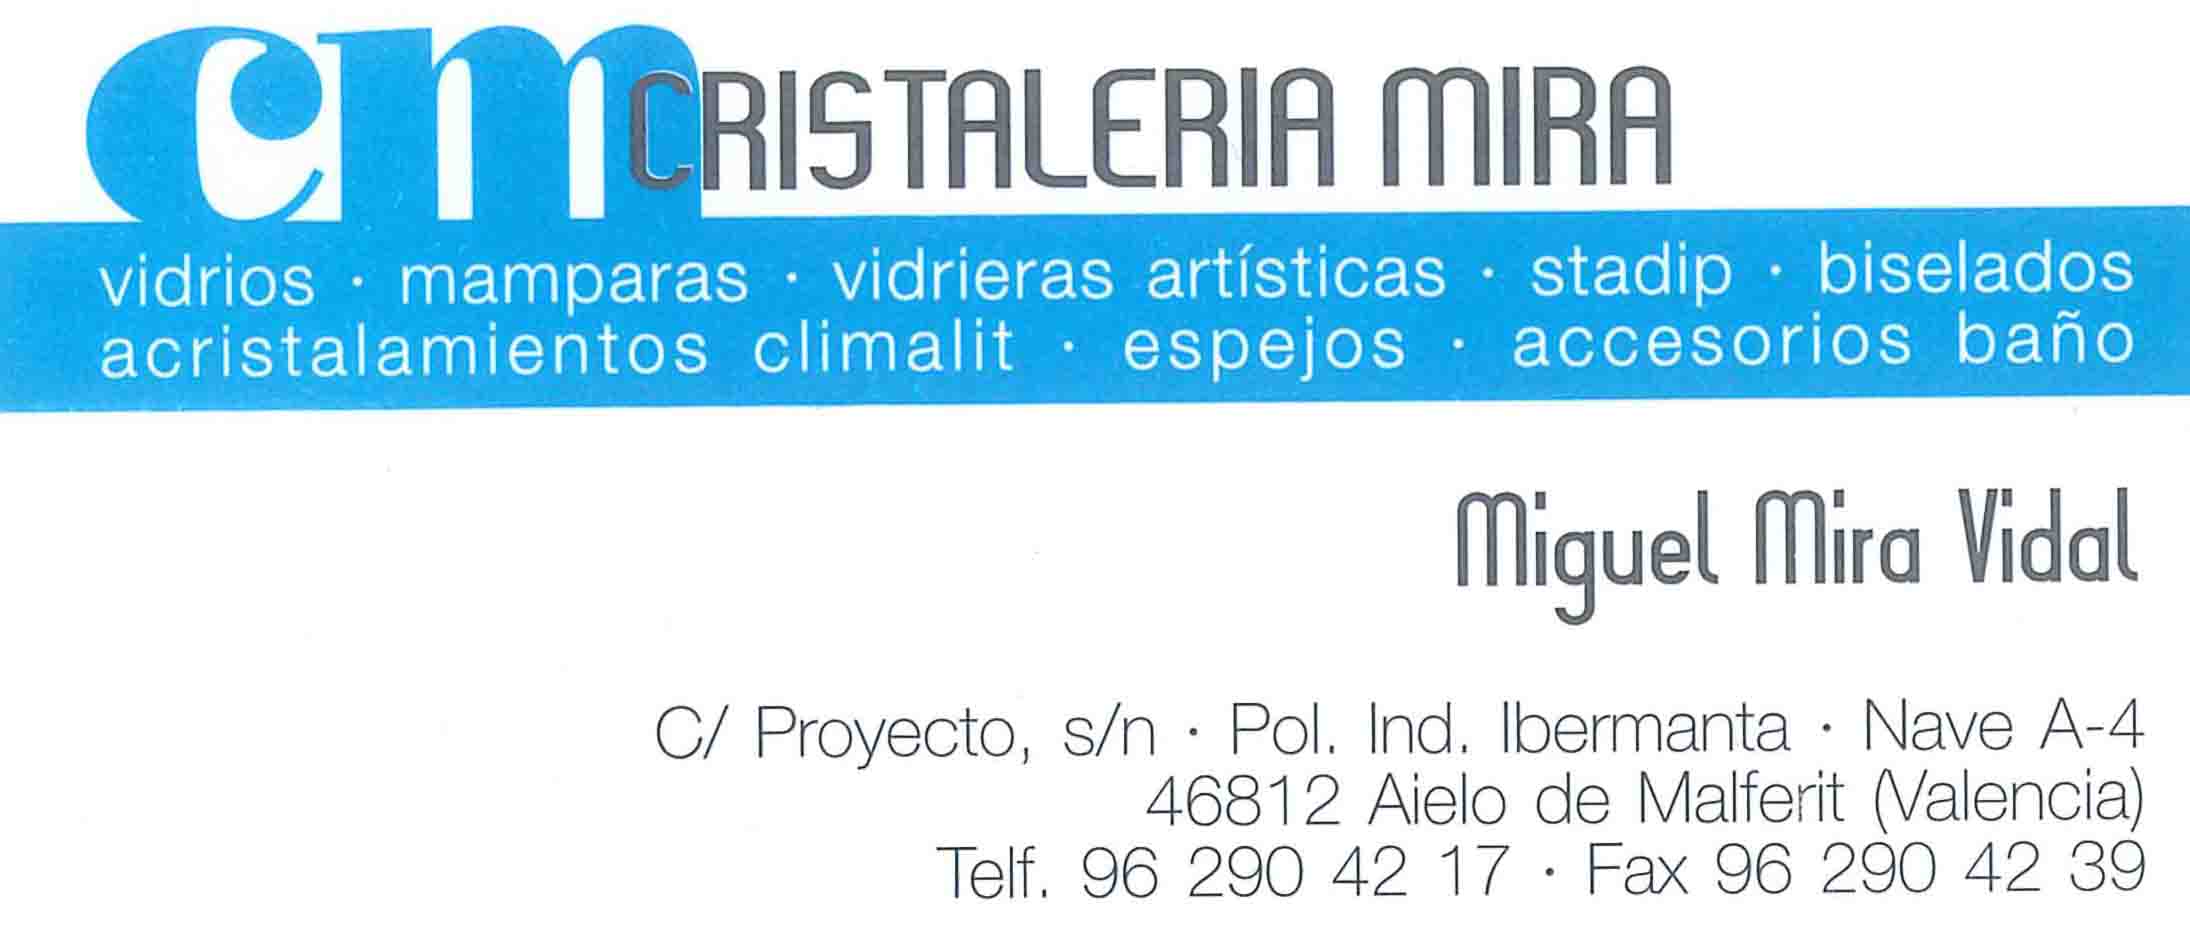 cm CRISTALERIA MIRA
vidrios · mamparas · vidrieras artísticas · stadip · biselados
acristalamientos climalit · espejos · accesorios baño
Miguel Mira Vidal
C/ Proyecto, s/n · Pol. Ind. Ibermanta · Nave A-4
46812 Aielo de Malferit (Valencia)
Telf. 96 290 42 17 · Fax 96 290 42 39